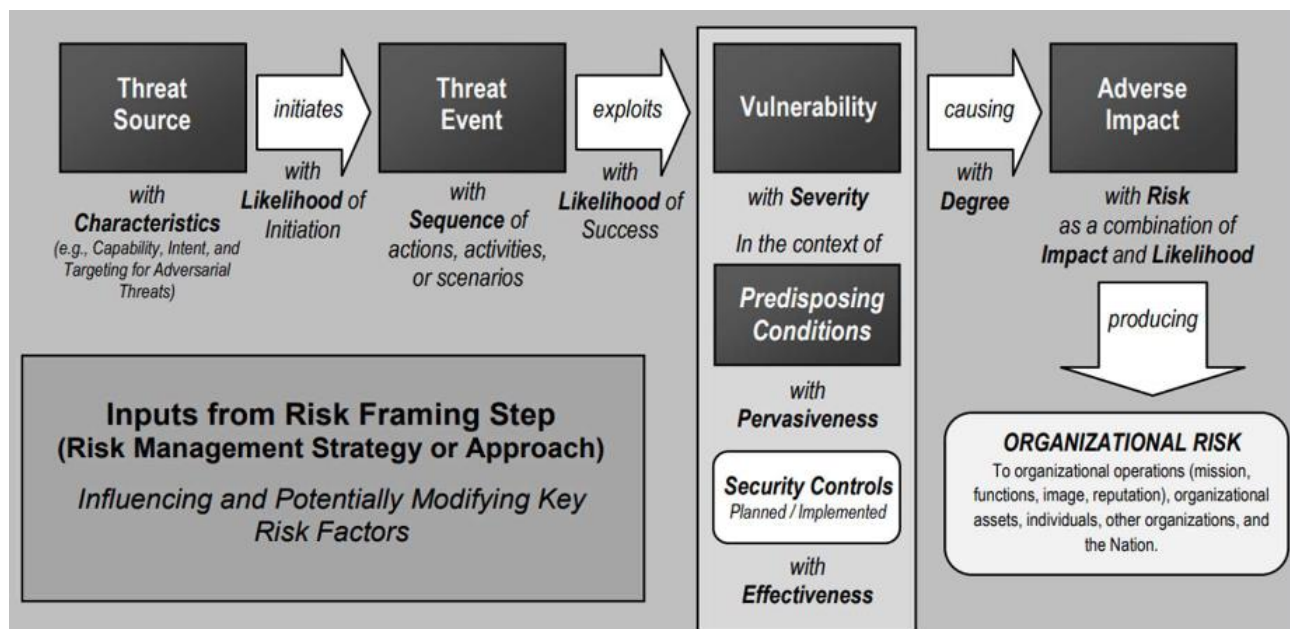 Threat
Source
initiates
Threat
Event
exploits
Vulnerability
causing
Adverse
Impact
with
Characteristics
(e.g., Capability, Intent, and
Targeting for Adversarial
Threats)
with
Likelihood of
Initiation
with
Sequence of
actions, activities,
or scenarios
with
Likelihood of
Success
with Severity
In the context of
Predisposing
Conditions
with
Pervasiveness
Security Controls
Planned / Implemented
with
Effectiveness
with
Degree
with Risk
as a combination of
Impact and Likelihood
producing
ORGANIZATIONAL RISK
To organizational operations (mission,
functions, image, reputation), organizational
assets, individuals, other organizations, and
the Nation.
Inputs from Risk Framing Step
(Risk Management Strategy or Approach)
Influencing and Potentially Modifying Key
Risk Factors